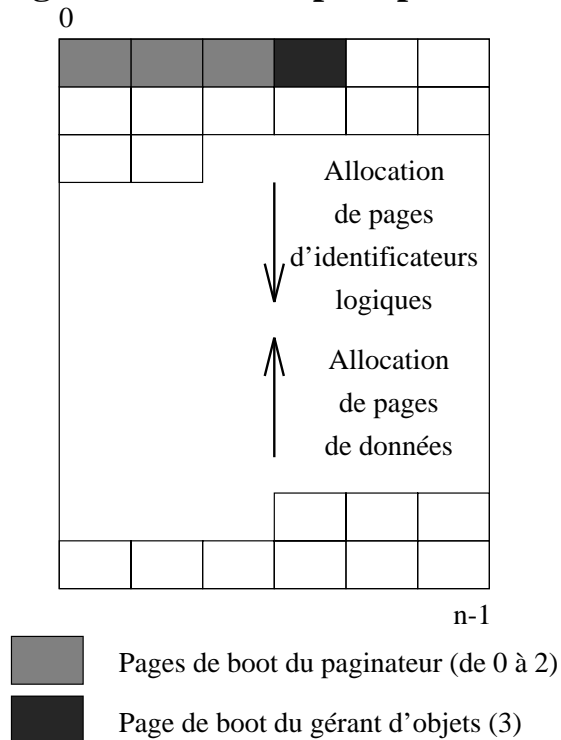 0
Allocation
de pages
d'identificateurs
logiques
Allocation
de pages
de données
n-1
Pages de boot du paginateur (de 0 à 2)
Page de boot du gérant d'objets (3)